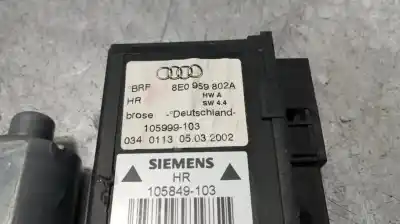 BRF 8E0 959 802A
HR HW A
SW 4.4
brose -Deutschland-
105999-103
034 0113 05.03.2002
SIEMENS
HR
105849-103